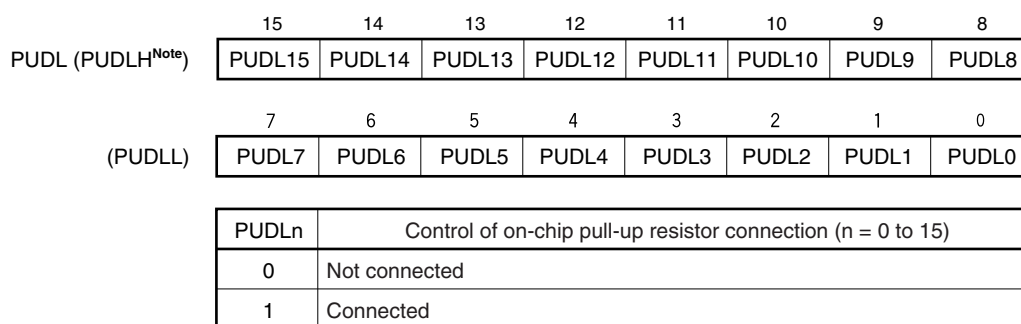 15 14 13 12 11 10 9 8
PUDL (PUDLH^Note) PUDL15 PUDL14 PUDL13 PUDL12 PUDL11 PUDL10 PUDL9 PUDL8
7 6 5 4 3 2 1 0
(PUDLL) PUDL7 PUDL6 PUDL5 PUDL4 PUDL3 PUDL2 PUDL1 PUDL0
PUDLn Control of on-chip pull-up resistor connection (n = 0 to 15)
0 Not connected
1 Connected